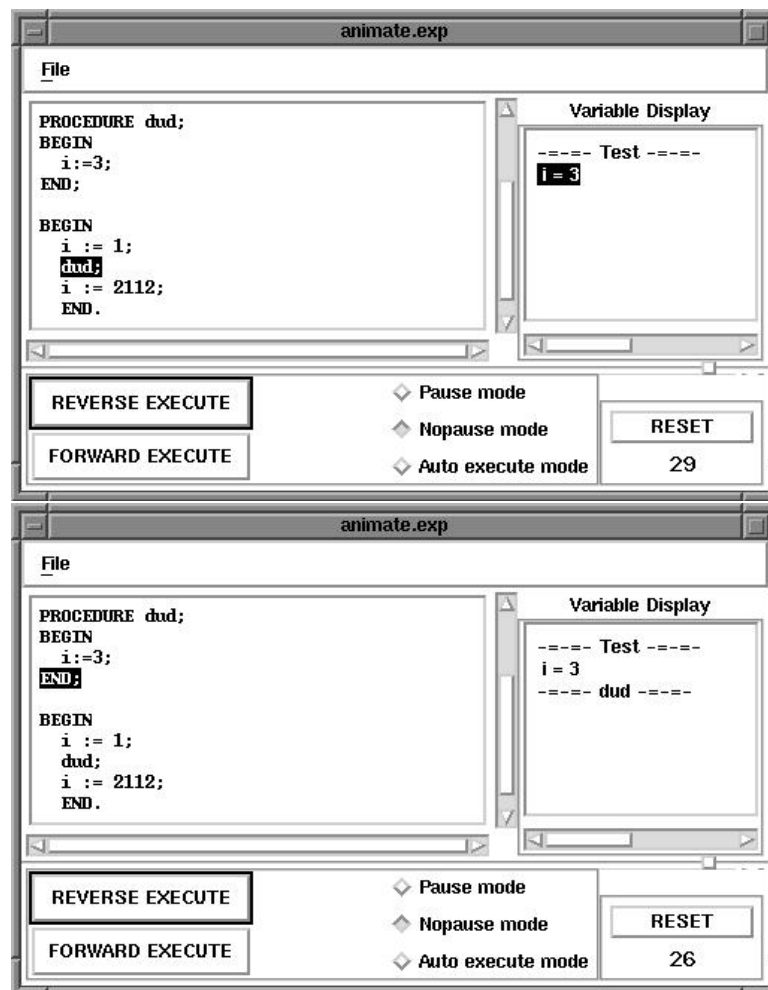 animate.exp
File
PROCEDURE dud;
BEGIN
i:=3;
END;
BEGIN
i := 1;
dud;
i := 2112;
END.
Variable Display
-=-=- Test -=-=-
i = 3
REVERSE EXECUTE
FORWARD EXECUTE
Pause mode
Nopause mode
Auto execute mode
RESET
29
animate.exp
File
PROCEDURE dud;
BEGIN
i:=3;
END;
BEGIN
i := 1;
dud;
i := 2112;
END.
Variable Display
-=-=- Test -=-=-
i = 3
-=-=- dud -=-=-
REVERSE EXECUTE
FORWARD EXECUTE
Pause mode
Nopause mode
Auto execute mode
RESET
26